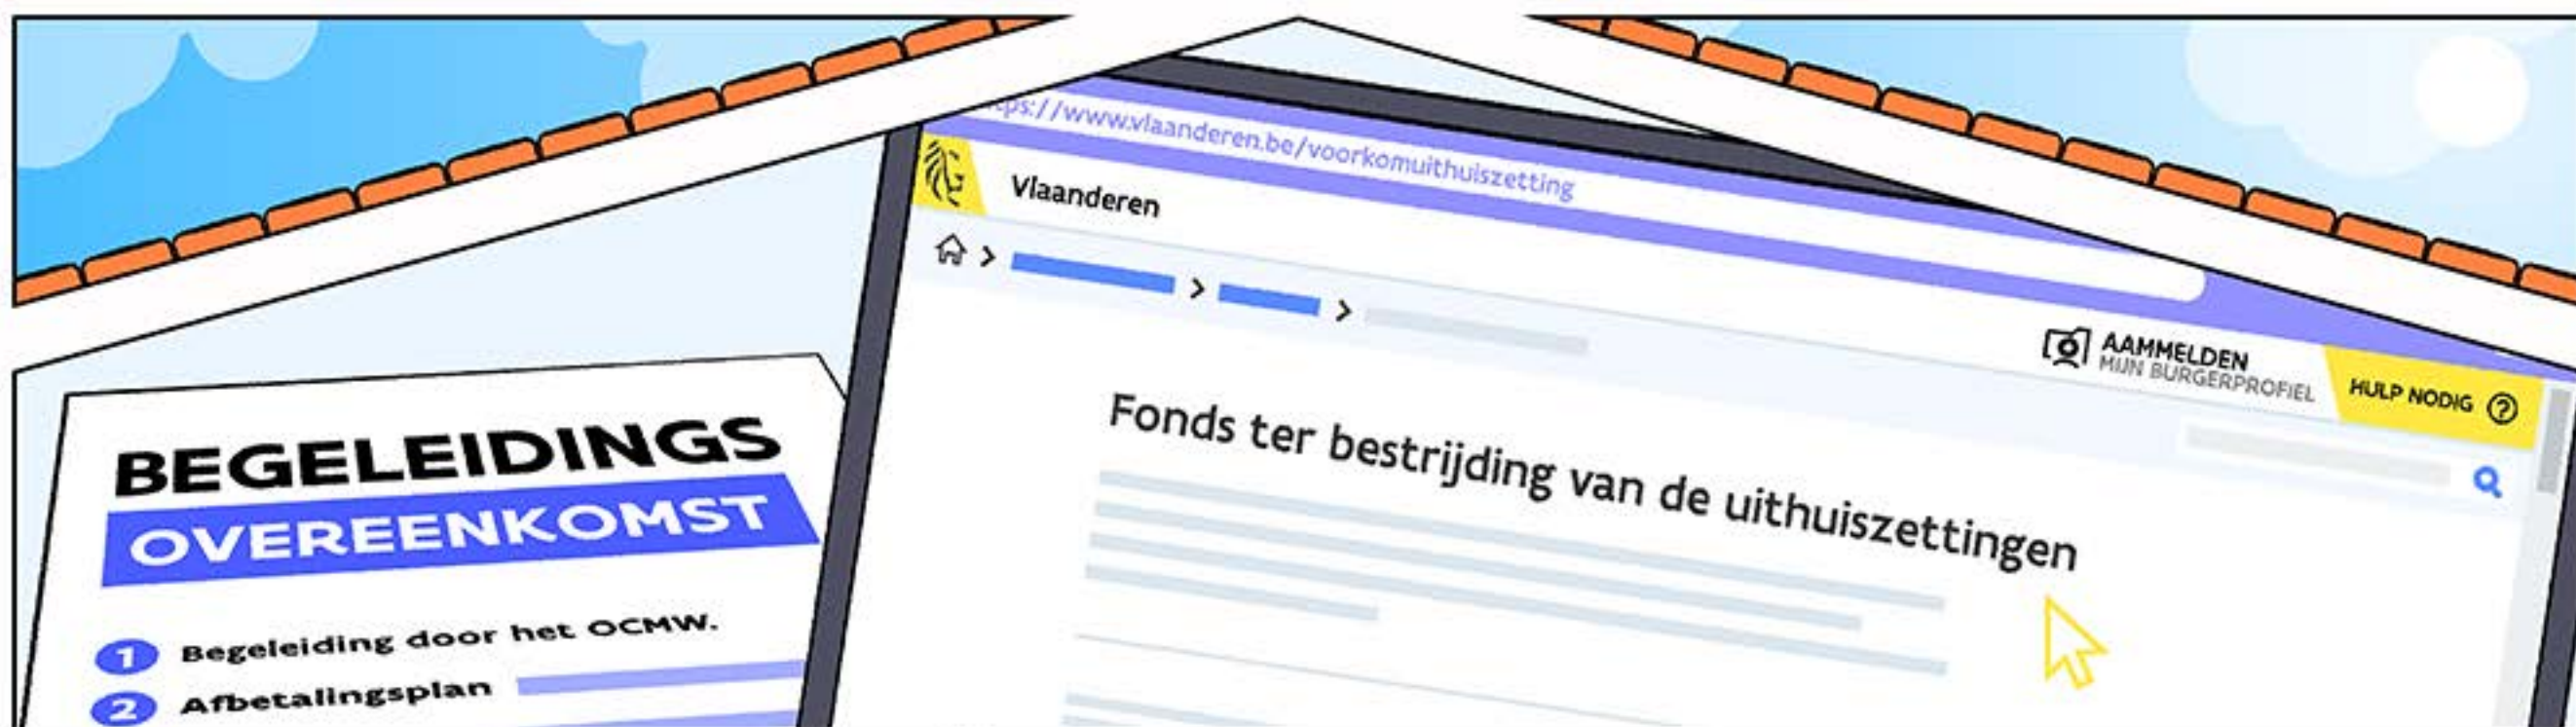 BEGELEIDINGS
OVEREENKOMST
1 Begeleiding door het OCMW.
2 Afbetalingsplan
tps://www.vlaanderen.be/voorkomuithuiszetting
Vlaanderen
AAMMELDEN
MIJN BURGERPROFIEL
HULP NODIG ?
Fonds ter bestrijding van de uithuiszettingen